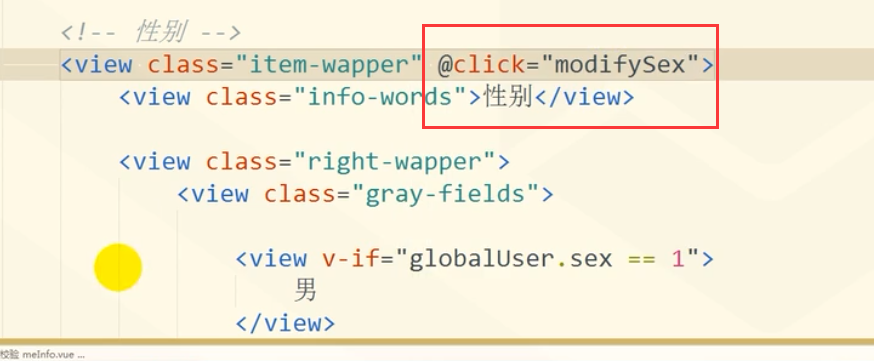 <!-- 性别 -->
<view class="item-wapper" @click="modifySex">
<view class="info-words">性别</view>
<view class="right-wapper">
<view class="gray-fields">
<view v-if="globalUser.sex == 1">
男
</view>
校验 meInfo.vue ...